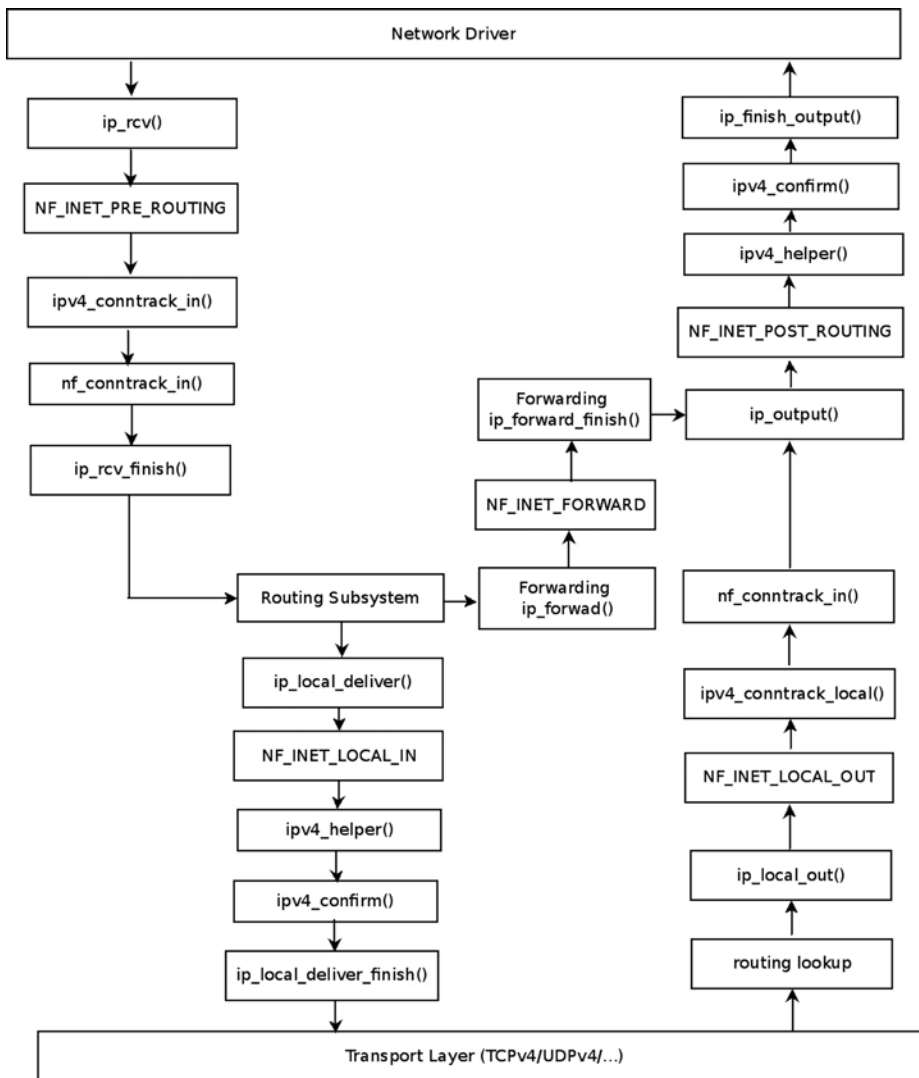 Network Driver
ip_rcv()
NF_INET_PRE_ROUTING
ipv4_conntrack_in()
nf_conntrack_in()
ip_rcv_finish()
Routing Subsystem
ip_local_deliver()
NF_INET_LOCAL_IN
ipv4_helper()
ipv4_confirm()
ip_local_deliver_finish()
Forwarding
ip_forward_finish()
NF_INET_FORWARD
Forwarding
ip_forwad()
ip_finish_output()
ipv4_confirm()
ipv4_helper()
NF_INET_POST_ROUTING
ip_output()
nf_conntrack_in()
ipv4_conntrack_local()
NF_INET_LOCAL_OUT
ip_local_out()
routing lookup
Transport Layer (TCPv4/UDPv4/...)